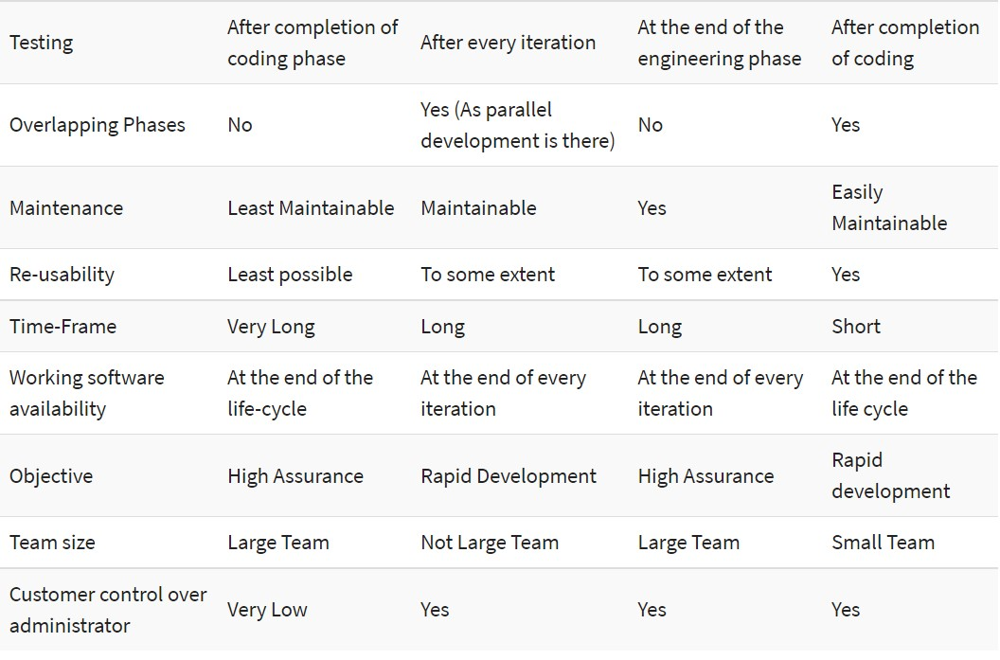 Testing
After completion of
coding phase
After every iteration
At the end of the
engineering phase
After completion
of coding
Overlapping Phases
No
Yes (As parallel
development is there)
No
Yes
Maintenance
Least Maintainable
Maintainable
Yes
Easily
Maintainable
Re-usability
Least possible
To some extent
To some extent
Yes
Time-Frame
Very Long
Long
Long
Short
Working software
availability
At the end of the
life-cycle
At the end of every
iteration
At the end of every
iteration
At the end of the
life cycle
Objective
High Assurance
Rapid Development
High Assurance
Rapid
development
Team size
Large Team
Not Large Team
Large Team
Small Team
Customer control over
administrator
Very Low
Yes
Yes
Yes